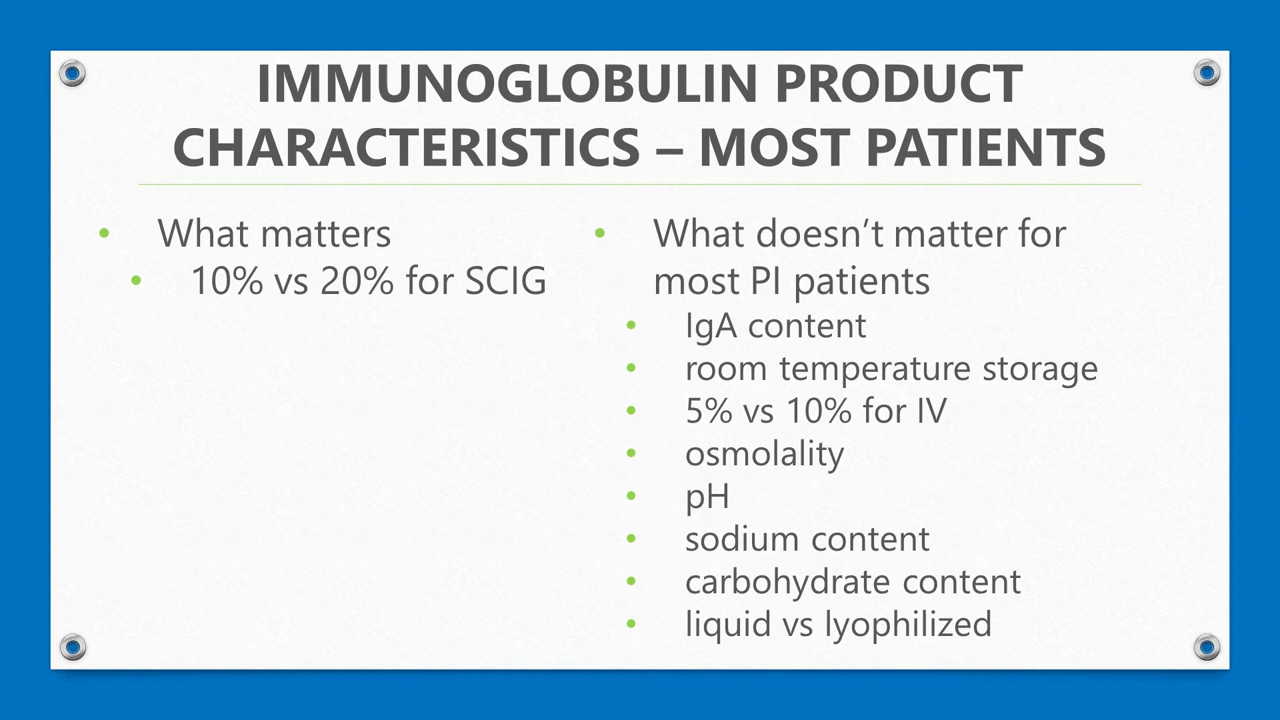 IMMUNOGLOBULIN PRODUCT
CHARACTERISTICS – MOST PATIENTS
• What matters
• 10% vs 20% for SCIG
• What doesn’t matter for
most PI patients
• IgA content
• room temperature storage
• 5% vs 10% for IV
• osmolality
• pH
• sodium content
• carbohydrate content
• liquid vs lyophilized